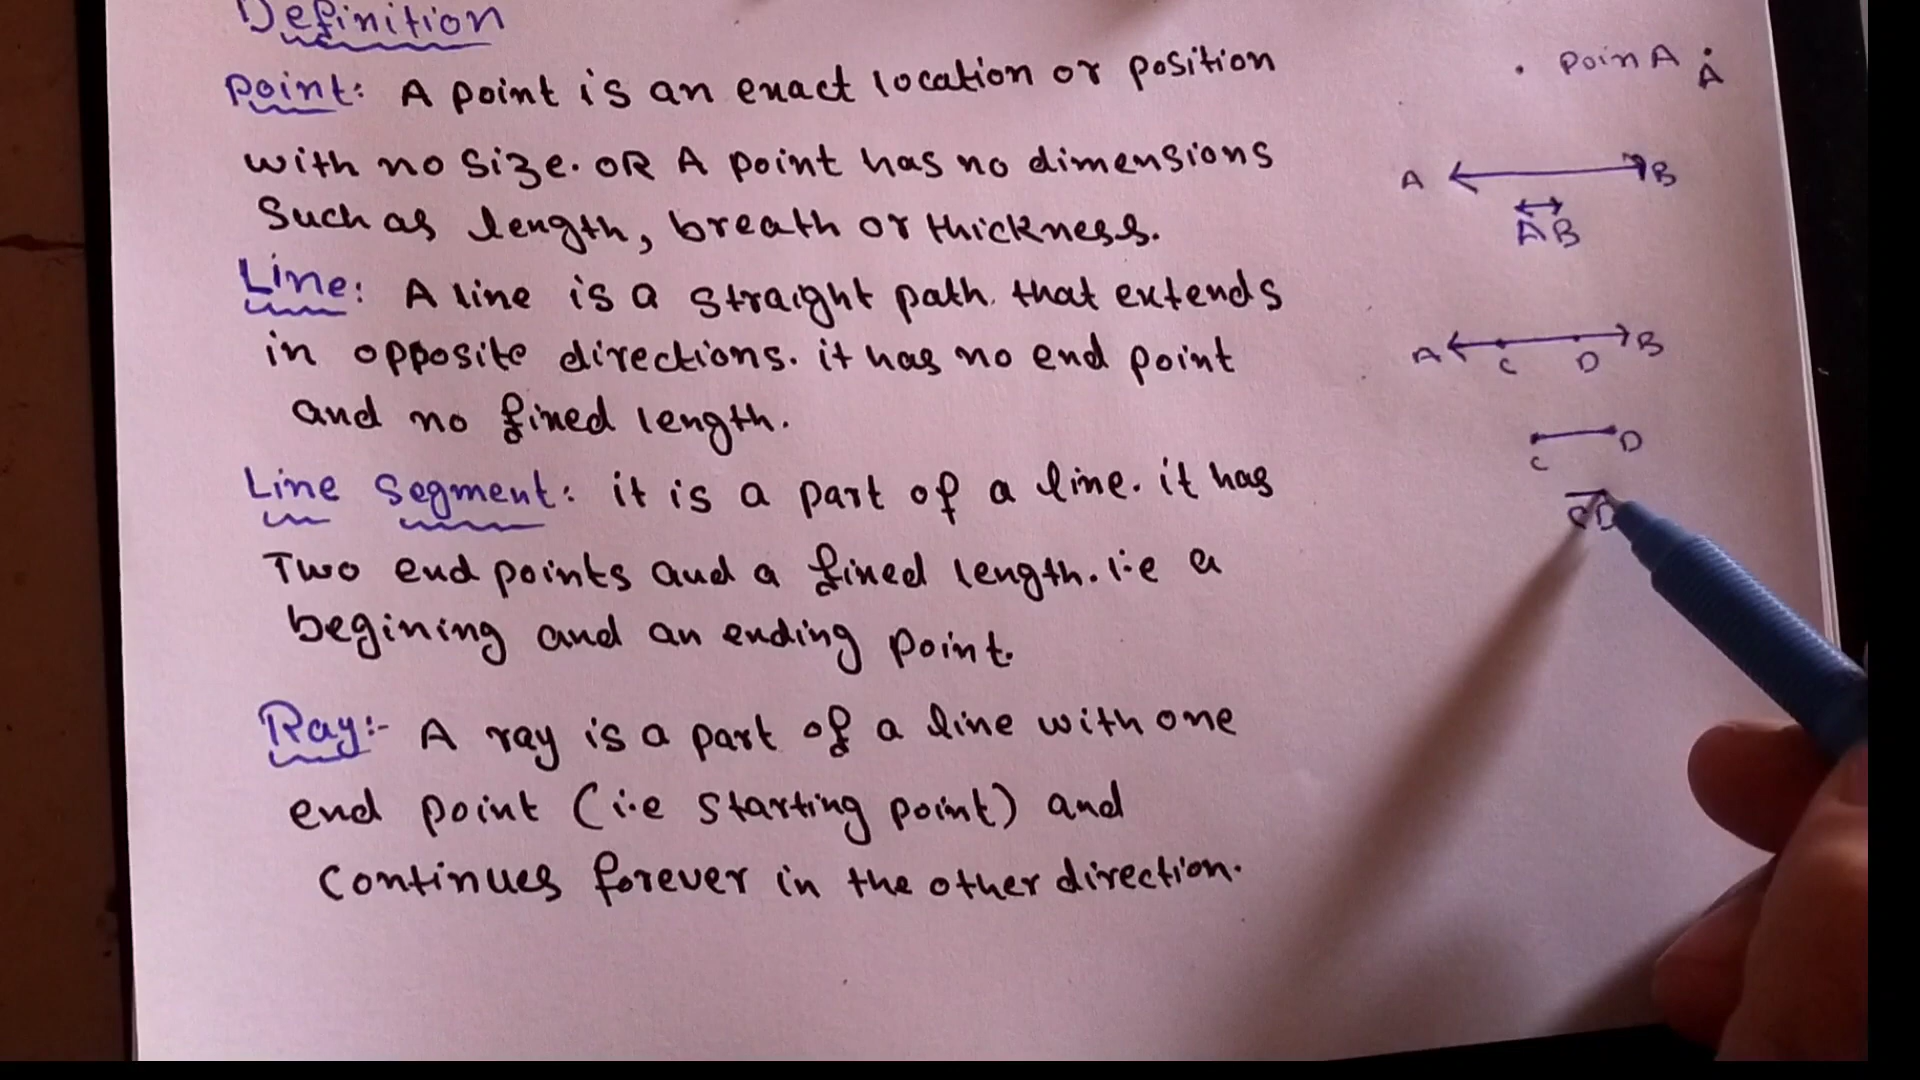 Definition
Point: A point is an exact location or position
with no size. OR A point has no dimensions
Such as length, breath or thickness.
Line: A line is a straight path that extends
in opposite directions. it has no end point
and no fixed length.
Line Segment: it is a part of a line. it has
Two end points and a fixed length. i.e a
begining and an ending point.
Ray:- A ray is a part of a line with one
end point (i.e starting point) and
Continues forever in the other direction.
. poin A A
A B
AB
A C D B
C D
CD